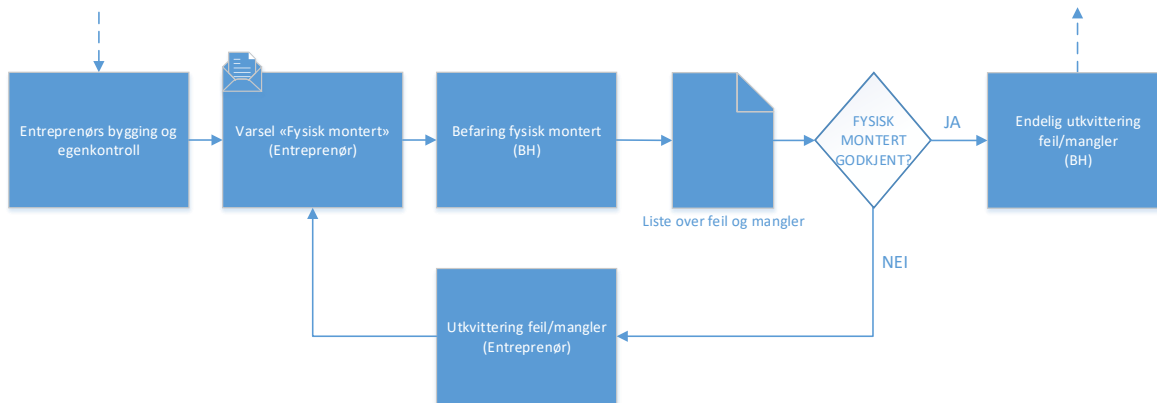 Entreprenørs bygging og
egenkontroll
Varsel «Fysisk montert»
(Entreprenør)
Befaring fysisk montert
(BH)
Liste over feil og mangler
FYSISK
MONTERT
GODKJENT?
JA
Endelig utkvittering
feil/mangler
(BH)
NEI
Utkvittering feil/mangler
(Entreprenør)